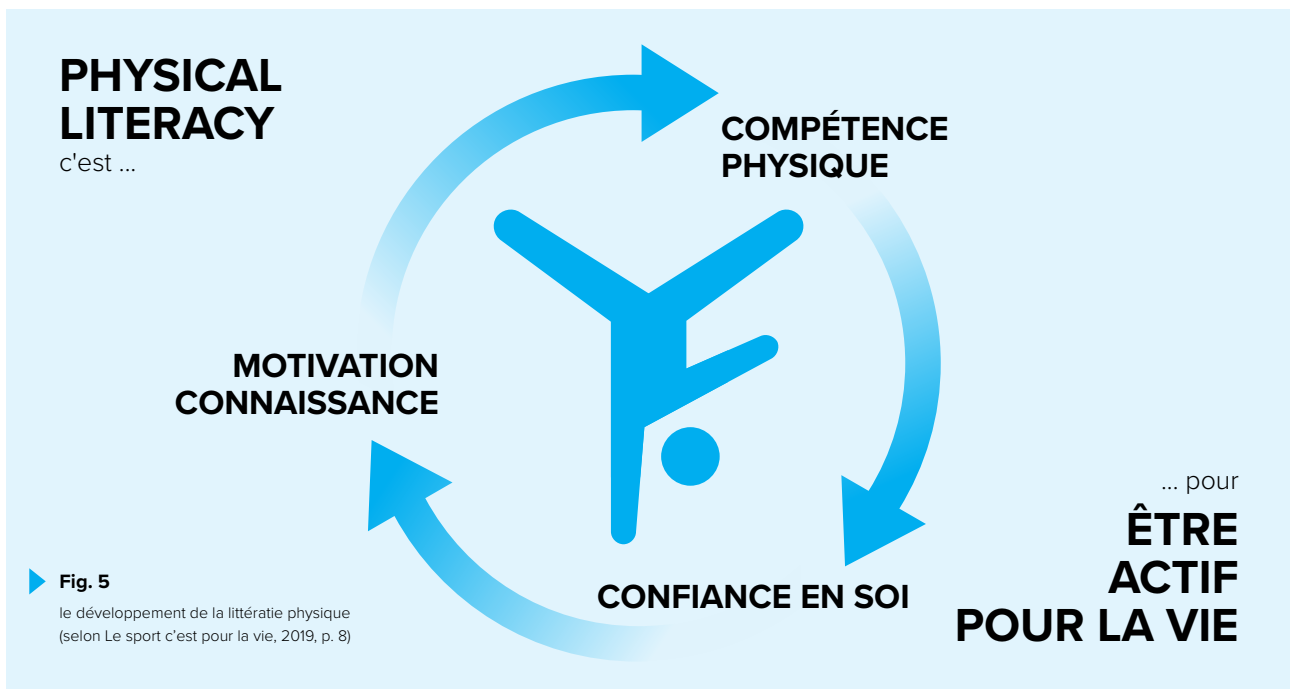 PHYSICAL
LITERACY
c'est ...
COMPÉTENCE
PHYSIQUE
MOTIVATION
CONNAISSANCE
CONFIANCE EN SOI
... pour
ÊTRE
ACTIF
POUR LA VIE
Fig. 5
le développement de la littératie physique
(selon Le sport c'est pour la vie, 2019, p. 8)